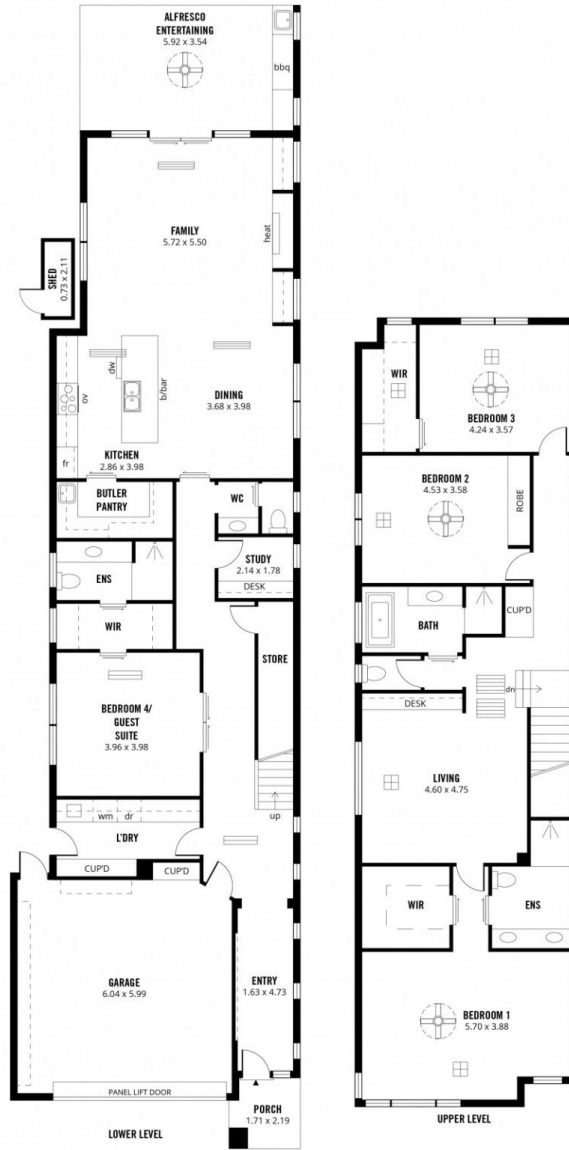 ALFRESCO
ENTERTAINING
5.92 x 3.54
bbq
FAMILY
5.72 x 5.50
heat
SHED
0.73 x 2.11
dw
ov
b/bar
DINING
3.68 x 3.98
KITCHEN
2.86 x 3.98
fr
BUTLER
PANTRY
WC
ENS
STUDY
2.14 x 1.78
DESK
WIR
STORE
BEDROOM 4/
GUEST
SUITE
3.96 x 3.98
up
wm
dr
L'DRY
CUP'D
CUP'D
GARAGE
6.04 x 5.99
ENTRY
1.63 x 4.73
PANEL LIFT DOOR
PORCH
1.71 x 2.19
LOWER LEVEL
WIR
BEDROOM 3
4.24 x 3.57
BEDROOM 2
4.53 x 3.58
ROBE
BATH
CUP'D
dn
DESK
LIVING
4.60 x 4.75
WIR
ENS
BEDROOM 1
5.70 x 3.88
UPPER LEVEL